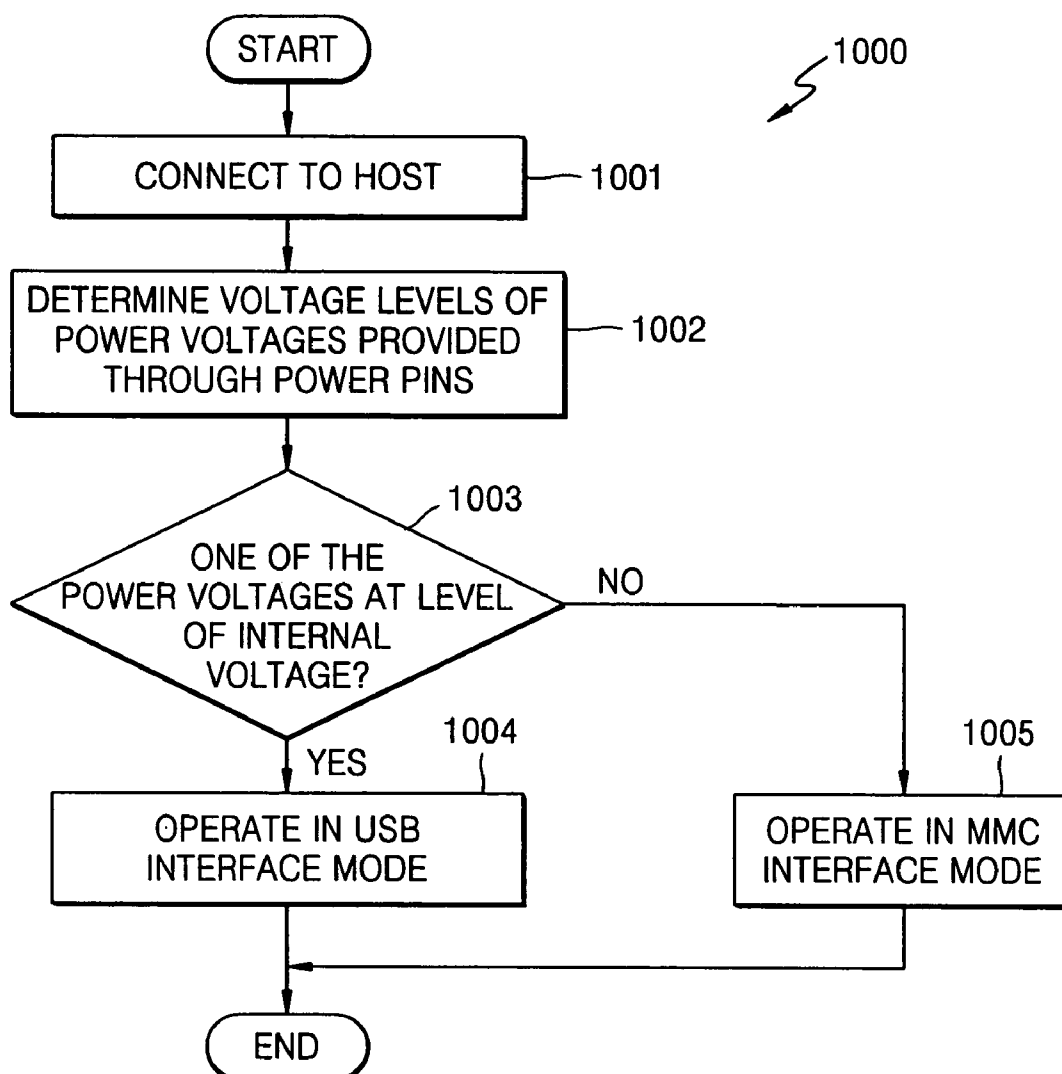 START
1000
CONNECT TO HOST
1001
DETERMINE VOLTAGE LEVELS OF
POWER VOLTAGES PROVIDED
THROUGH POWER PINS
1002
1003
ONE OF THE
POWER VOLTAGES AT LEVEL
OF INTERNAL
VOLTAGE?
NO
YES
1004
OPERATE IN USB
INTERFACE MODE
1005
OPERATE IN MMC
INTERFACE MODE
END